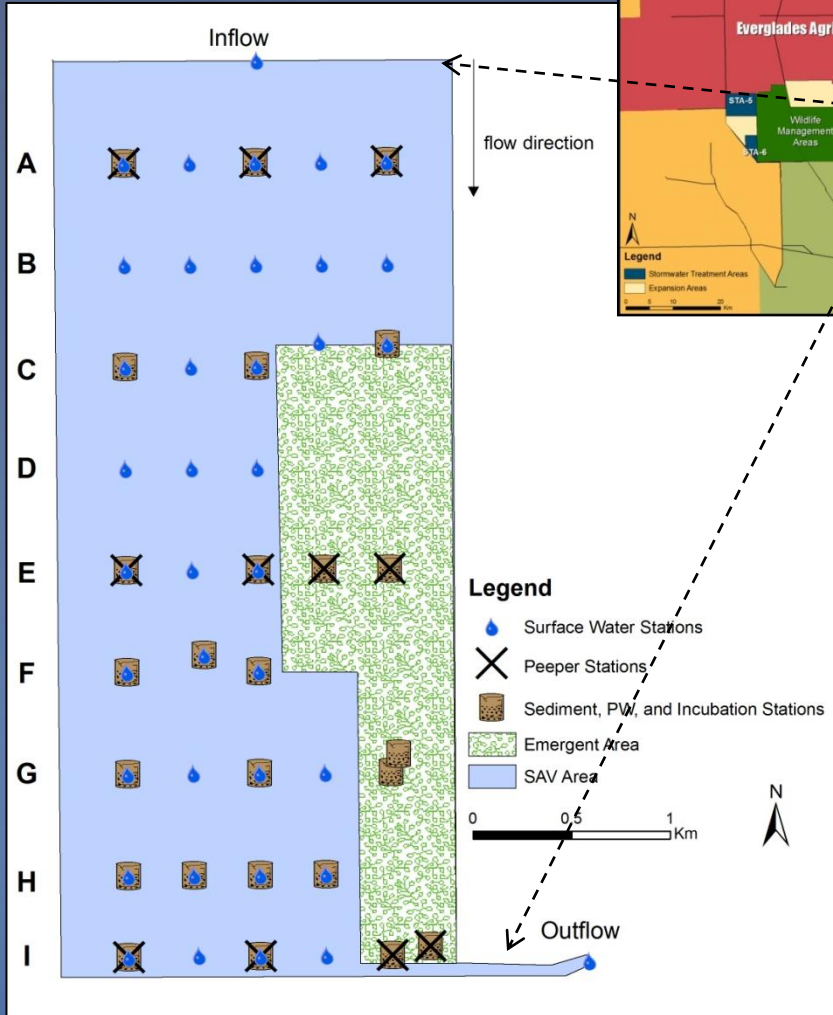 Inflow
flow direction
A
B
C
D
E
F
G
H
I
Outflow
Legend
Surface Water Stations
Peeper Stations
Sediment, PW, and Incubation Stations
Emergent Area
SAV Area
0 0.5 1
Km
N
Everglades Agri
STA-5
Wildlife
Management
Areas
STA-6
N
Legend
Stormwater Treatment Areas
Expansion Areas
0 5 10 20
Km